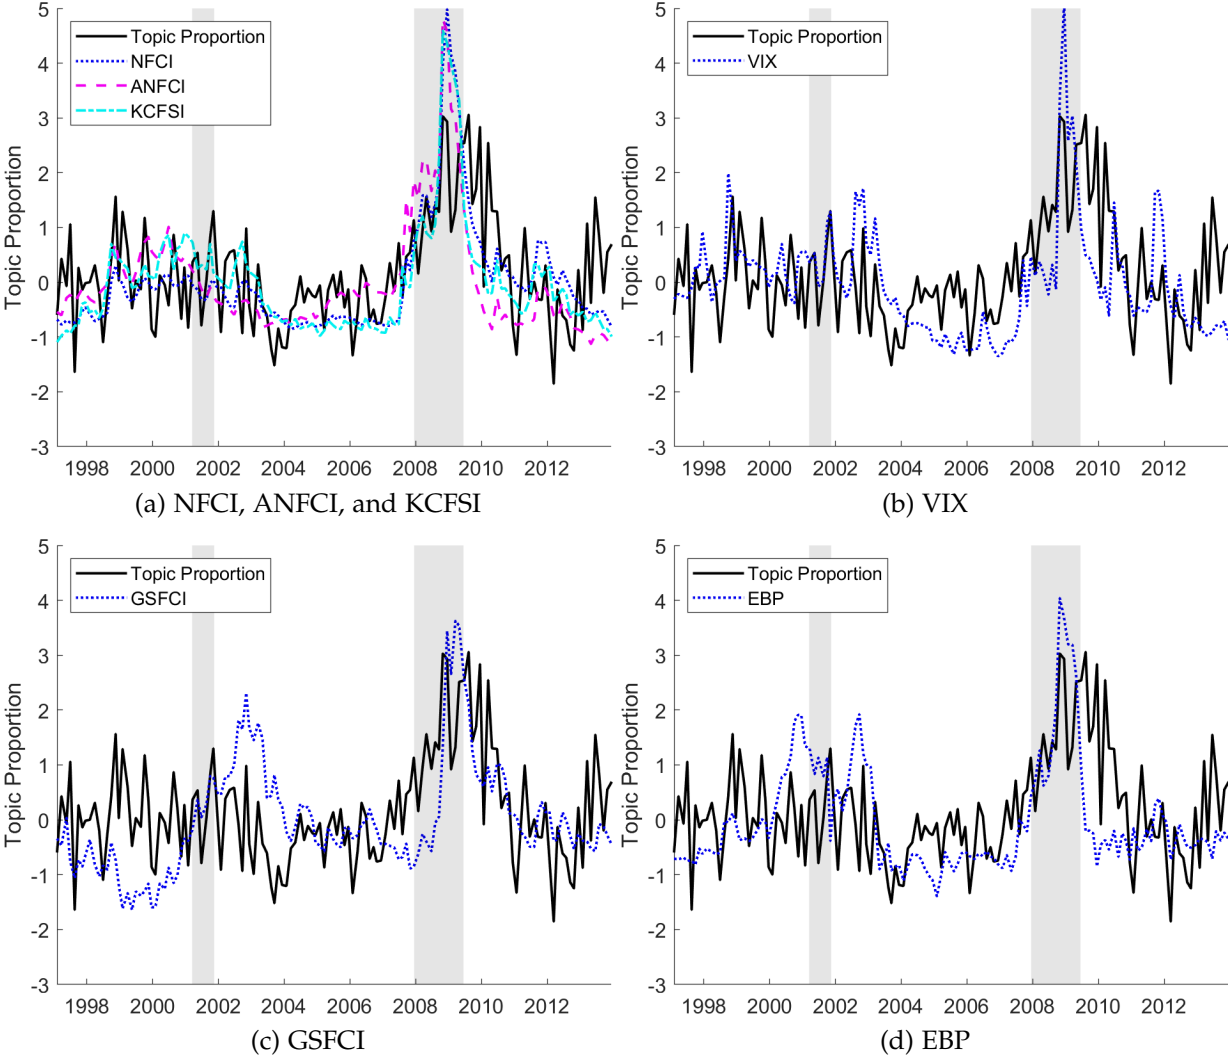 5
4
3
2
1
0
-1
-2
-3
Topic Proportion
Topic Proportion
NFCI
ANFCI
KCFSI
1998 2000 2002 2004 2006 2008 2010 2012
(a) NFCI, ANFCI, and KCFSI
5
4
3
2
1
0
-1
-2
-3
Topic Proportion
Topic Proportion
VIX
1998 2000 2002 2004 2006 2008 2010 2012
(b) VIX
5
4
3
2
1
0
-1
-2
-3
Topic Proportion
Topic Proportion
GSFCI
1998 2000 2002 2004 2006 2008 2010 2012
(c) GSFCI
5
4
3
2
1
0
-1
-2
-3
Topic Proportion
Topic Proportion
EBP
1998 2000 2002 2004 2006 2008 2010 2012
(d) EBP